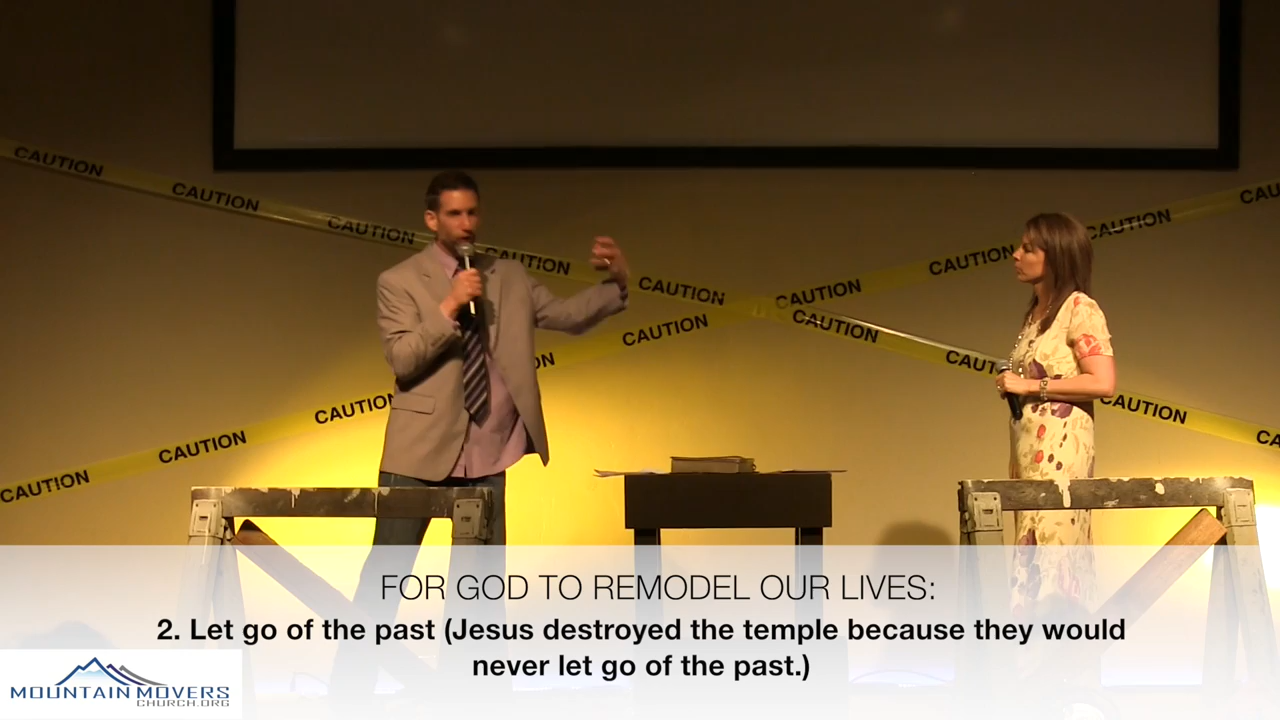 CAUTION CAUTION CAUTION CAUTION CAUTION CAUTION CAUTION
CAUTION CAUTION CAUTION CAUTION CAUTION CAUTION CAUTION
FOR GOD TO REMODEL OUR LIVES:
2. Let go of the past (Jesus destroyed the temple because they would
never let go of the past.)
MOUNTAIN MOVERS
CHURCH.ORG